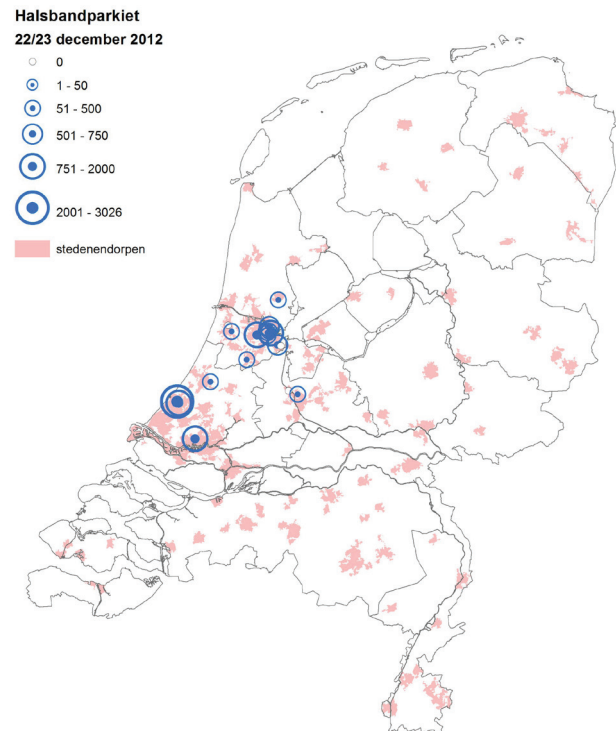 Halsbandparkiet
22/23 december 2012
0
1 - 50
51 - 500
501 - 750
751 - 2000
2001 - 3026
stedenendorpen